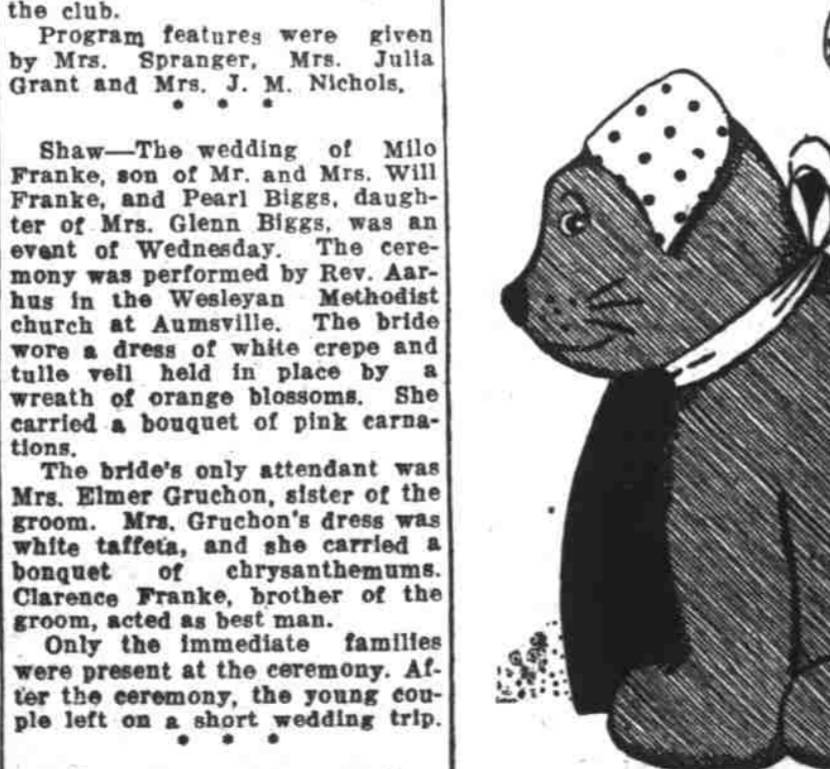 the club.
Program features were given
by Mrs. Spranger, Mrs. Julia
Grant and Mrs. J. M. Nichols.
* * *
Shaw—The wedding of Milo
Franke, son of Mr. and Mrs. Will
Franke, and Pearl Biggs, daugh-
ter of Mrs. Glenn Biggs, was an
event of Wednesday. The cere-
mony was performed by Rev. Aar-
hus in the Wesleyan Methodist
church at Aumsville. The bride
wore a dress of white crepe and
tulle veil held in place by a
wreath of orange blossoms. She
carried a bouquet of pink carna-
tions.
The bride's only attendant was
Mrs. Elmer Gruchon, sister of the
groom. Mrs. Gruchon's dress was
white taffeta, and she carried a
bonquet of chrysanthemums.
Clarence Franke, brother of the
groom, acted as best man.
Only the immediate families
were present at the ceremony. Af-
ter the ceremony, the young cou-
ple left on a short wedding trip.
* * *